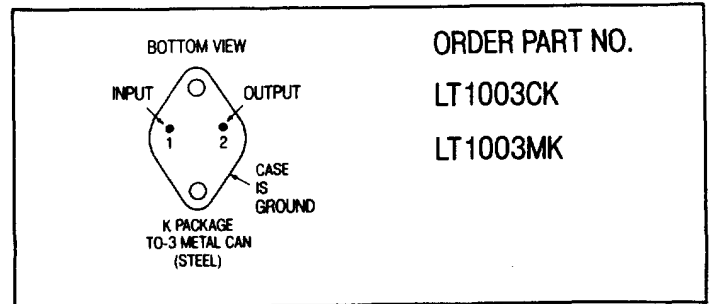 BOTTOM VIEW
INPUT
OUTPUT
1
2
CASE
IS
GROUND
K PACKAGE
TO-3 METAL CAN
(STEEL)
ORDER PART NO.
LT1003CK
LT1003MK